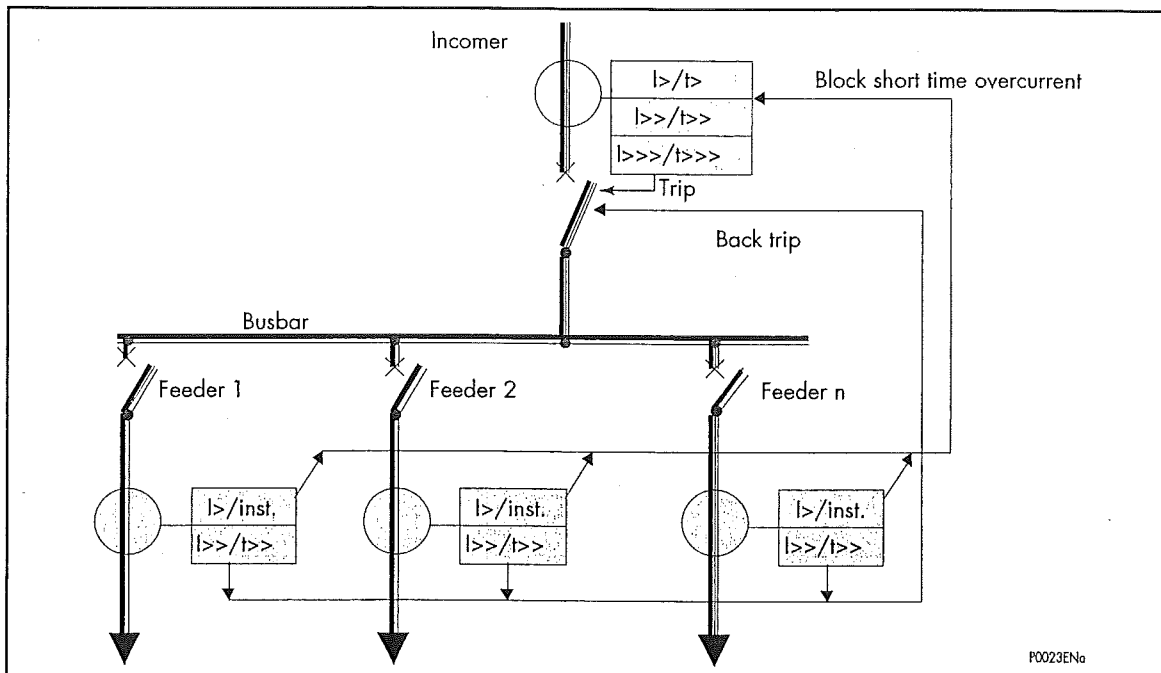 Incomer
I>/t>
Block short time overcurrent
I>>/t>>
I>>>/t>>>
Trip
Back trip
Busbar
Feeder 1
Feeder 2
Feeder n
I>/inst.
I>/inst.
I>/inst.
I>>/t>>
I>>/t>>
I>>/t>>
P0023ENa